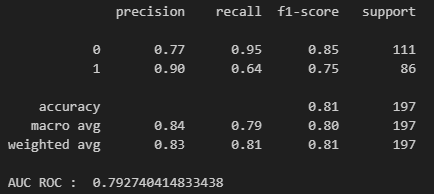 precision recall f1-score support
0 0.77 0.95 0.85 111
1 0.90 0.64 0.75 86
accuracy 0.81 197
macro avg 0.84 0.79 0.80 197
weighted avg 0.83 0.81 0.81 197
AUC ROC : 0.792740414833438